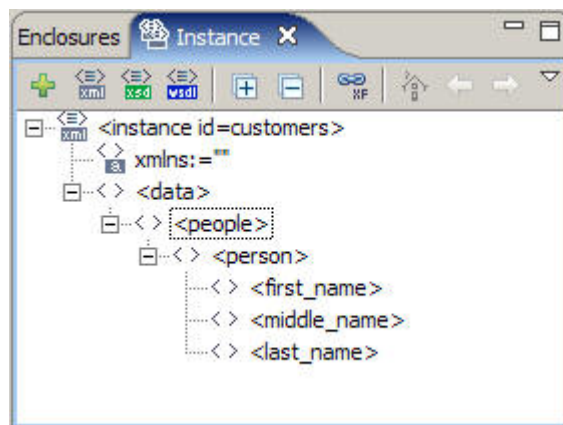 Enclosures Instance
xml xsd wsdl XF
<instance id=customers>
xmlns:=""
<data>
<people>
<person>
<first_name>
<middle_name>
<last_name>